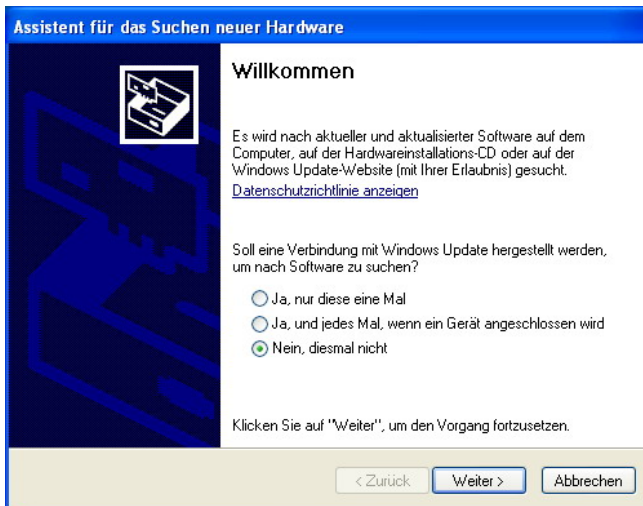 Assistent für das Suchen neuer Hardware
Willkommen
Es wird nach aktueller und aktualisierter Software auf dem
Computer, auf der Hardwareinstallations-CD oder auf der
Windows Update-Website (mit Ihrer Erlaubnis) gesucht.
Datenschutzrichtlinie anzeigen
Soll eine Verbindung mit Windows Update hergestellt werden,
um nach Software zu suchen?
Ja, nur diese eine Mal
Ja, und jedes Mal, wenn ein Gerät angeschlossen wird
Nein, diesmal nicht
Klicken Sie auf "Weiter", um den Vorgang fortzusetzen.
< Zurück Weiter > Abbrechen